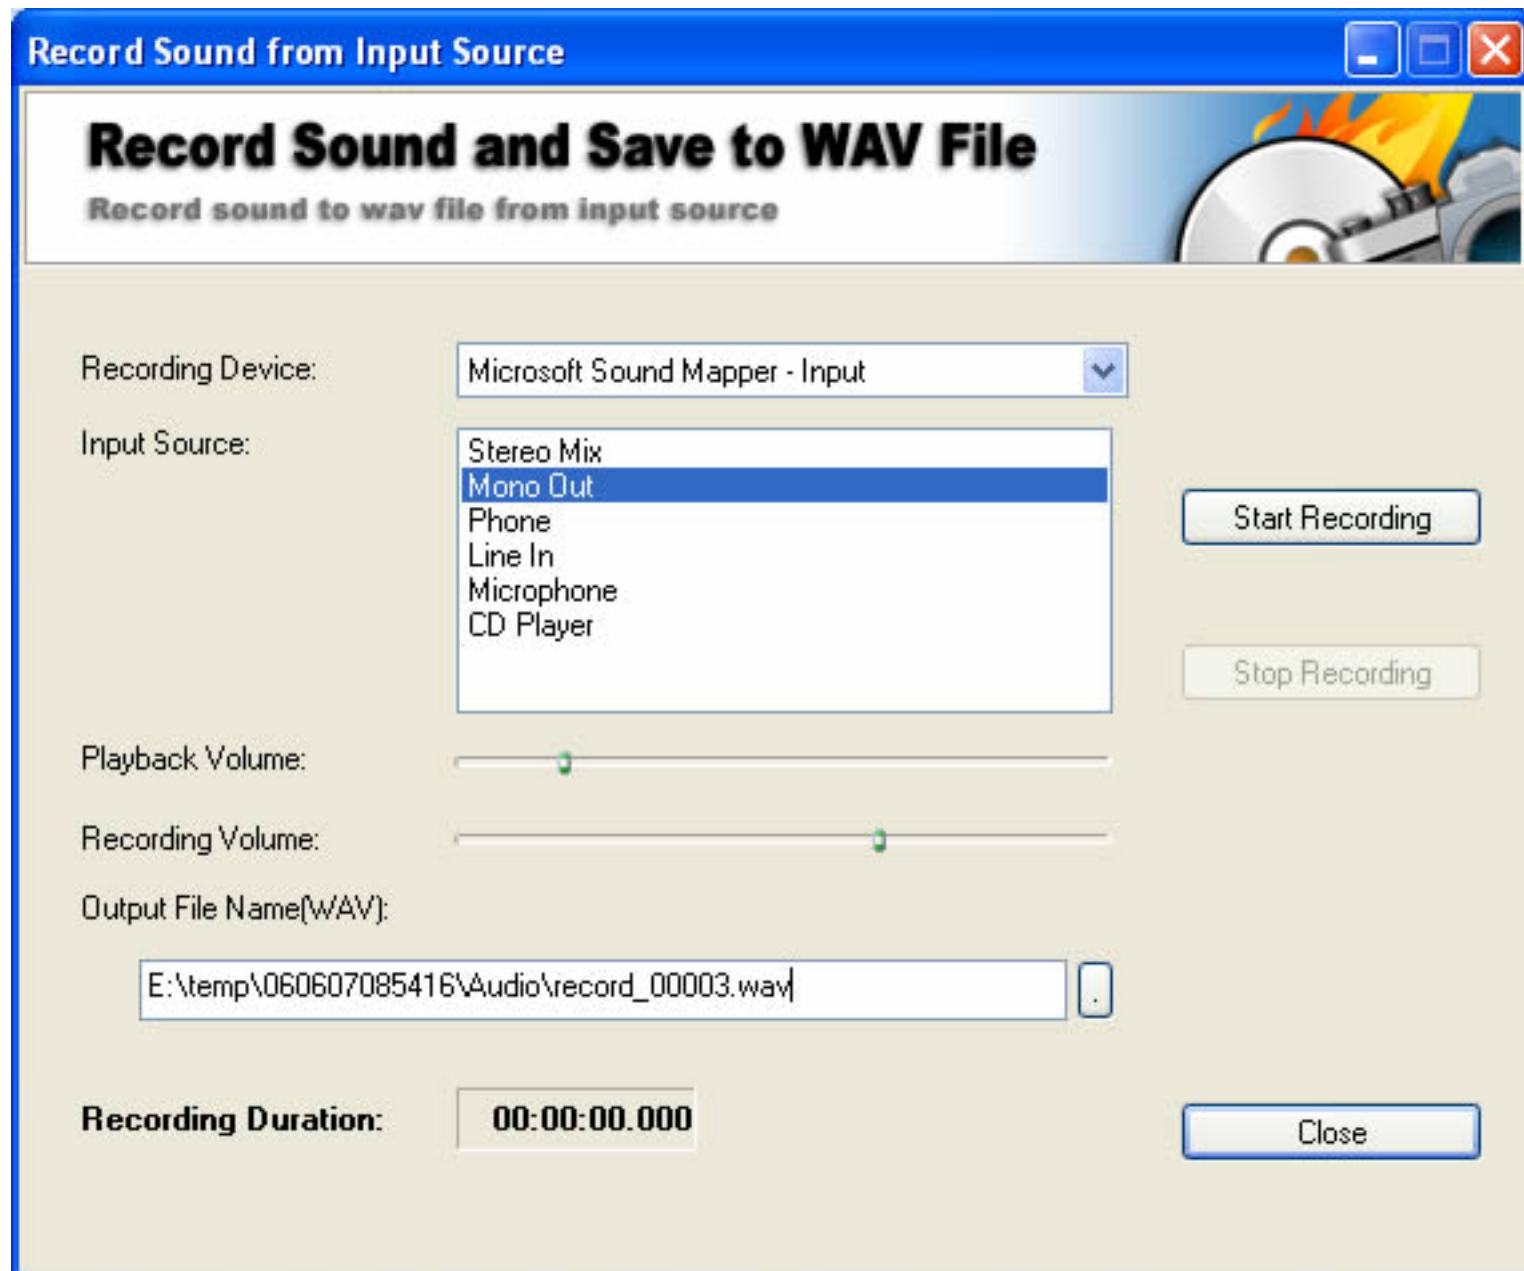 Record Sound from Input Source
Record Sound and Save to WAV File
Record sound to wav file from input source
Recording Device:
Microsoft Sound Mapper - Input
Input Source:
Stereo Mix
Mono Out
Phone
Line In
Microphone
CD Player
Start Recording
Stop Recording
Playback Volume:
Recording Volume:
Output File Name(WAV):
E:\temp\060607085416\Audio\record_00003.wav
.
Recording Duration:
00:00:00.000
Close